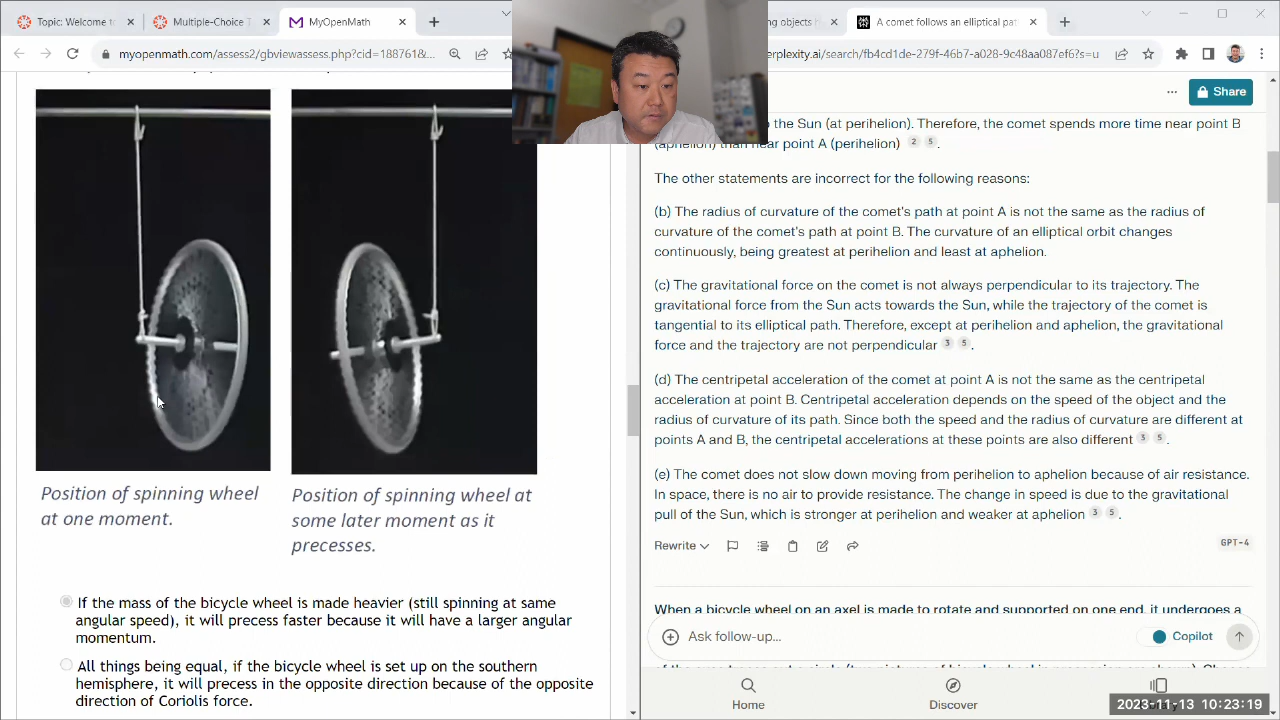 Topic: Welcome to
Multiple-Choice 7
MyOpenMath
ng objects
A comet follows an elliptical pat
myopenmath.com/assess2/gbviewassess.php?cid=188761&...
erplexity.ai/search/fb4cd1de-279f-46b7-a028-9c48aa087ef6?s=u
Share
Position of spinning wheel
at one moment.
Position of spinning wheel at
some later moment as it
precesses.
If the mass of the bicycle wheel is made heavier (still spinning at same
angular speed), it will precess faster because it will have a larger angular
momentum.
All things being equal, if the bicycle wheel is set up on the southern
hemisphere, it will precess in the opposite direction because of the opposite
direction of Coriolis force.
the Sun (at perihelion). Therefore, the comet spends more time near point B
(aphelion) than near point A (perihelion) 2 5 .
The other statements are incorrect for the following reasons:
(b) The radius of curvature of the comet's path at point A is not the same as the radius of
curvature of the comet's path at point B. The curvature of an elliptical orbit changes
continuously, being greatest at perihelion and least at aphelion.
(c) The gravitational force on the comet is not always perpendicular to its trajectory. The
gravitational force from the Sun acts towards the Sun, while the trajectory of the comet is
tangential to its elliptical path. Therefore, except at perihelion and aphelion, the gravitational
force and the trajectory are not perpendicular 3 5 .
(d) The centripetal acceleration of the comet at point A is not the same as the centripetal
acceleration at point B. Centripetal acceleration depends on the speed of the object and the
radius of curvature of its path. Since both the speed and the radius of curvature are different at
points A and B, the centripetal accelerations at these points are also different 3 5 .
(e) The comet does not slow down moving from perihelion to aphelion because of air resistance.
In space, there is no air to provide resistance. The change in speed is due to the gravitational
pull of the Sun, which is stronger at perihelion and weaker at aphelion 3 5 .
Rewrite
GPT-4
When a bicycle wheel on an axel is made to rotate and supported on one end, it undergoes a
Ask follow-up...
Copilot
Home
Discover
2023-11-13 10:23:19